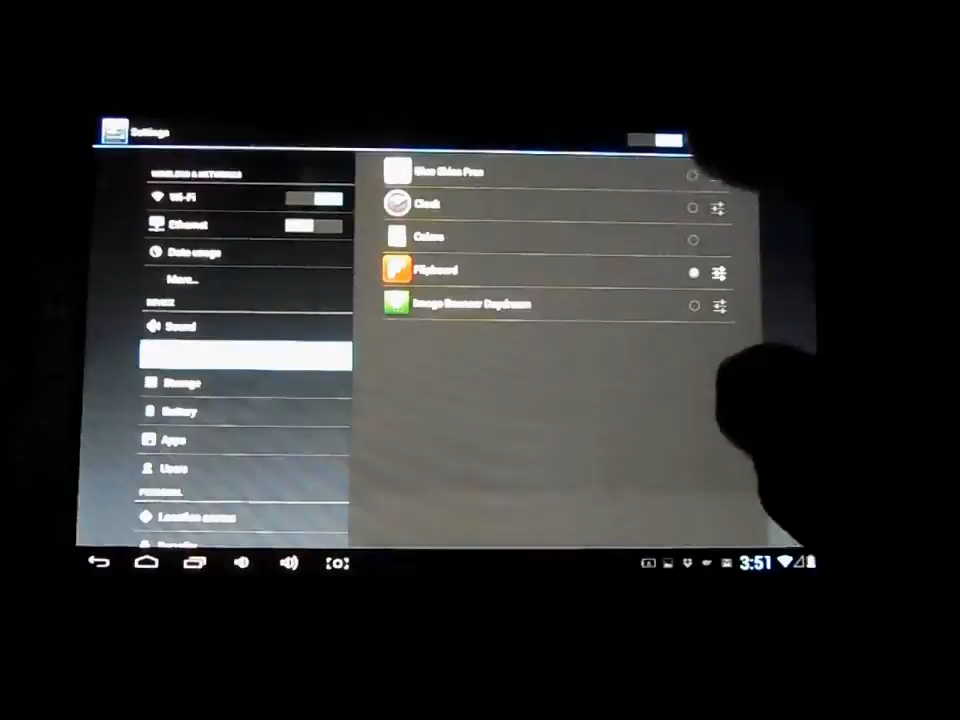 Settings
WIRELESS & NETWORKS
Wi-Fi
Ethernet
Data usage
More...
DEVICE
Sound
Storage
Battery
Apps
Users
PERSONAL
Location access
Clock
Colors
Flipboard
Daydream
3:51